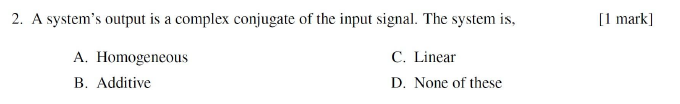 2. A system's output is a complex conjugate of the input signal. The system is, [1 mark]
A. Homogeneous C. Linear
B. Additive D. None of these